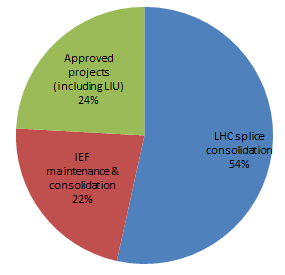 Approved
projects
(including LIU)
24%
LHC splice
consolidation
54%
IEF
maintenance &
consolidation
22%